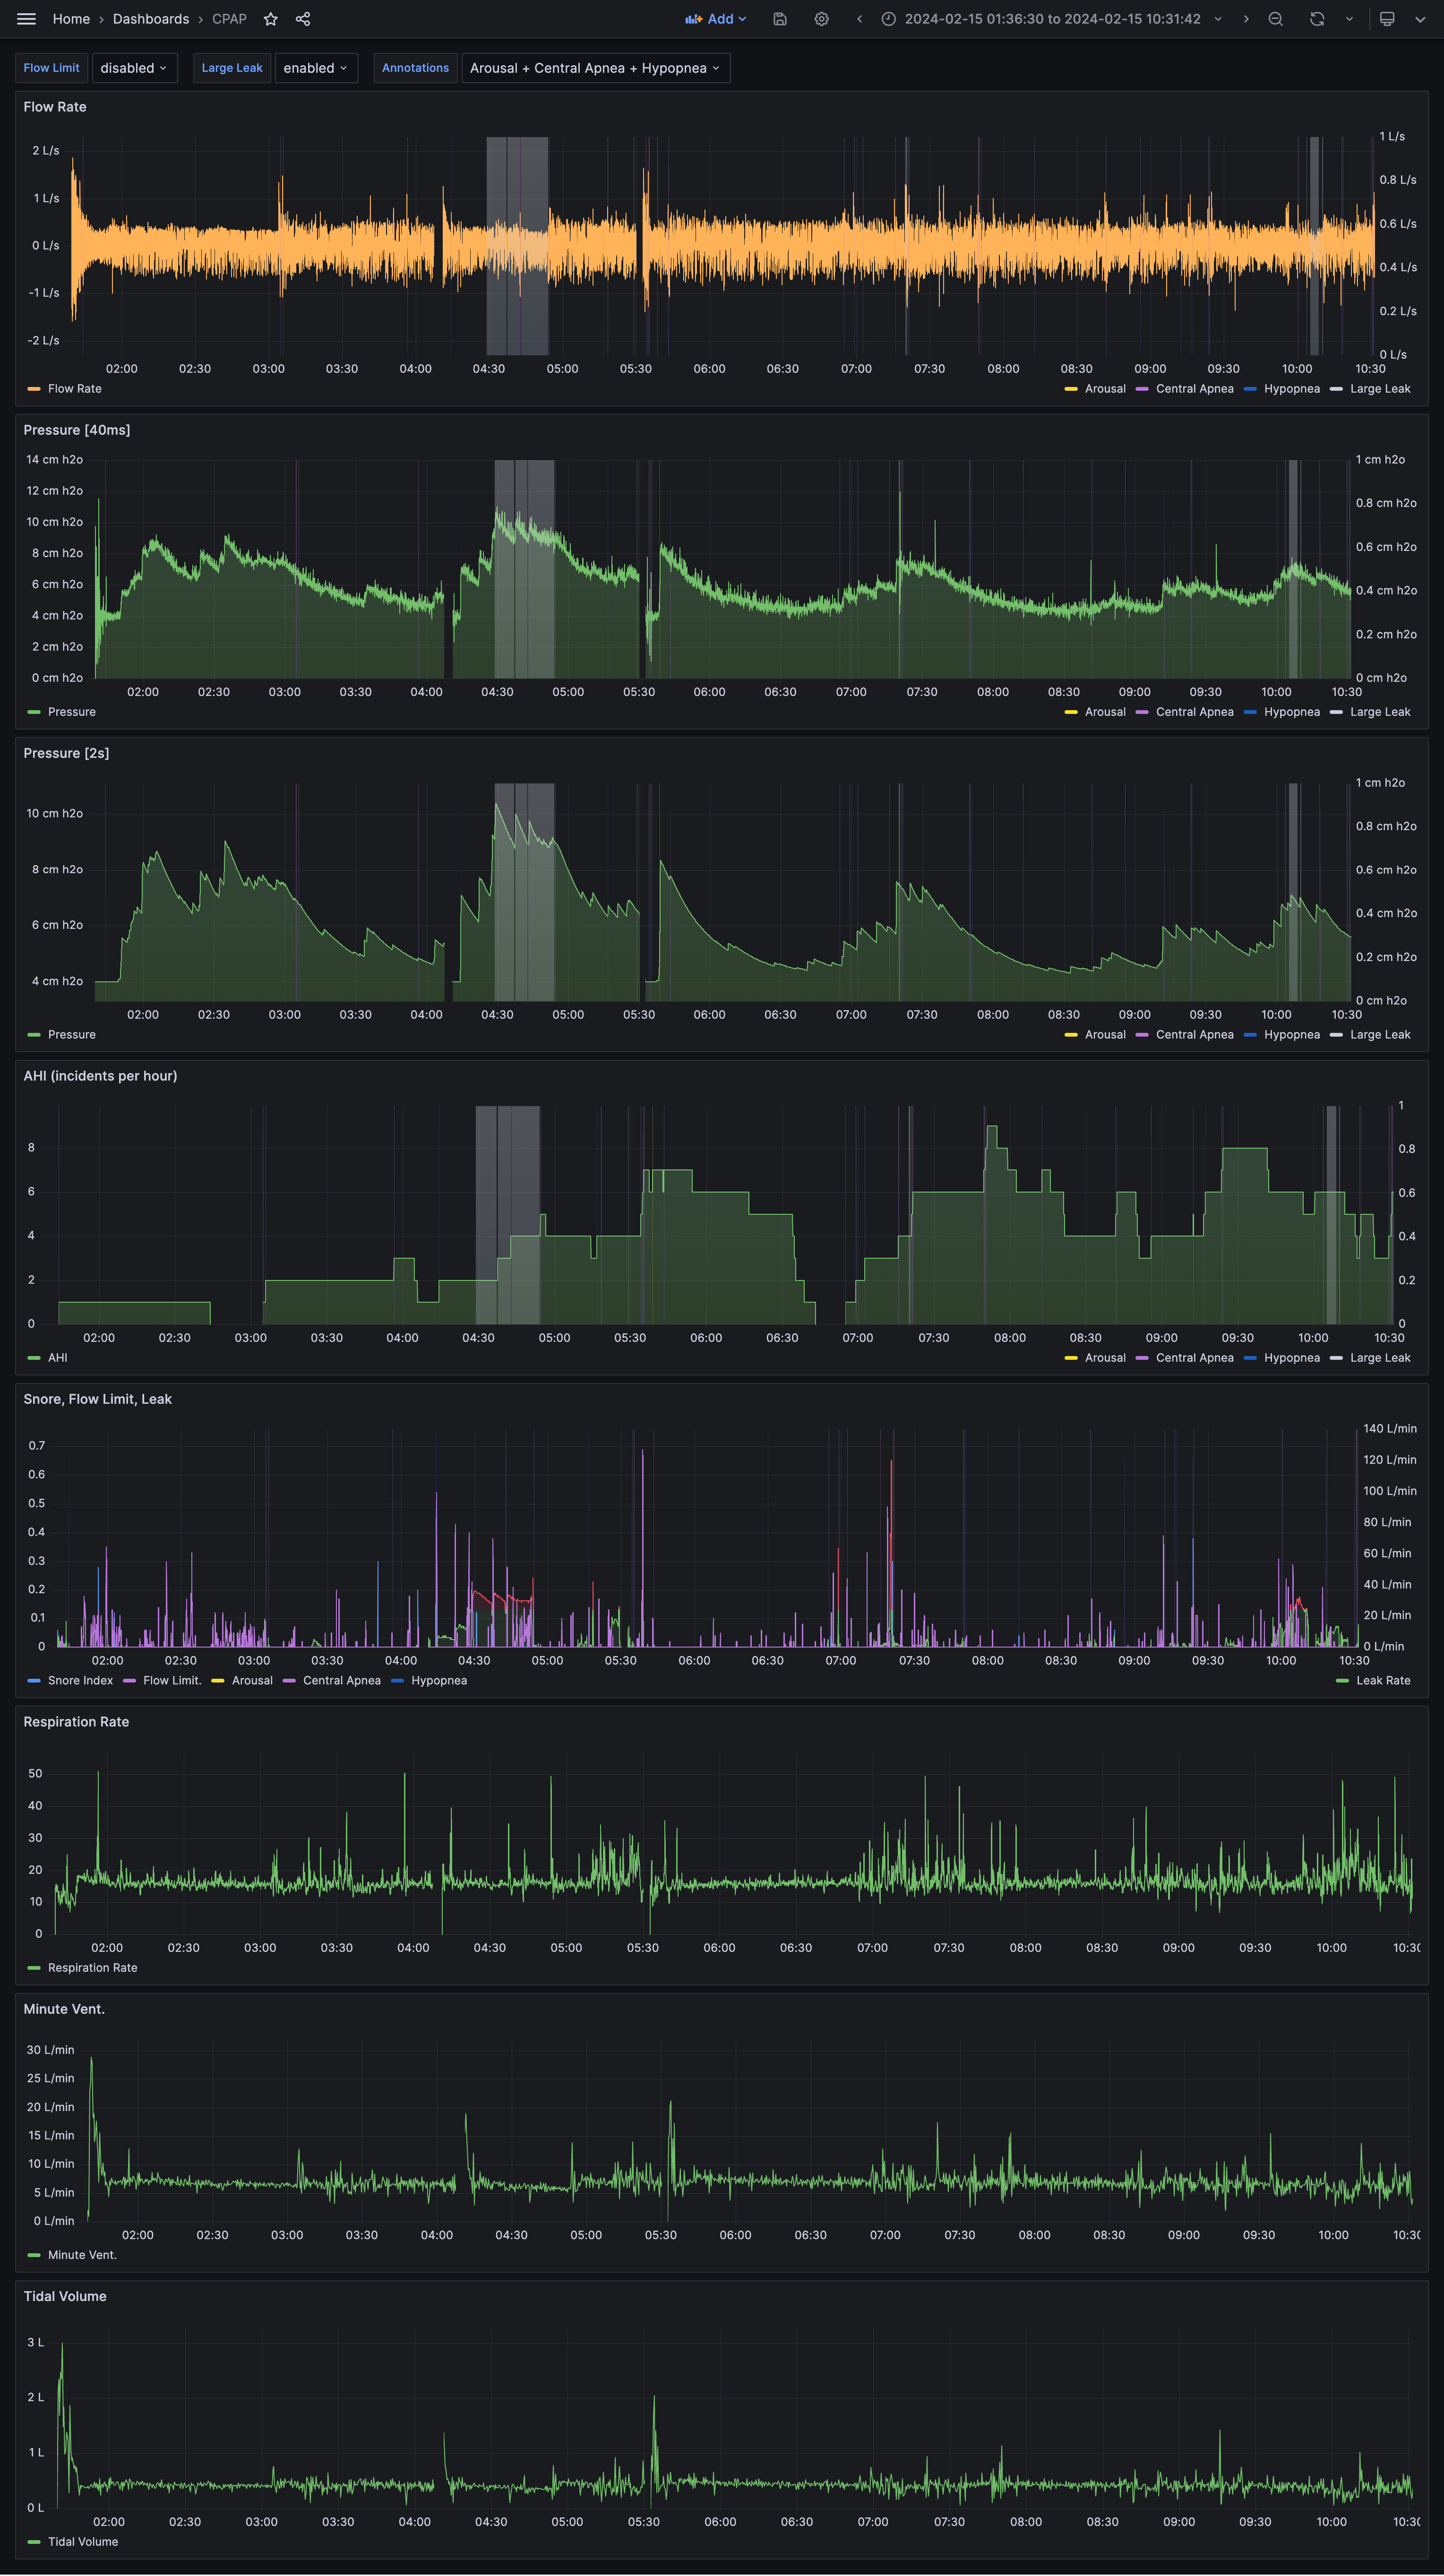 Home › Dashboards › CPAP Add 2024-02-15 01:36:30 to 2024-02-15 10:31:42
Flow Limit disabled Large Leak enabled Annotations Arousal + Central Apnea + Hypopnea
Flow Rate
2 L/s
1 L/s
0 L/s
-1 L/s
-2 L/s
1 L/s
0.8 L/s
0.6 L/s
0.4 L/s
0.2 L/s
0 L/s
02:00 02:30 03:00 03:30 04:00 04:30 05:00 05:30 06:00 06:30 07:00 07:30 08:00 08:30 09:00 09:30 10:00 10:30
Flow Rate Arousal Central Apnea Hypopnea Large Leak
Pressure [40ms]
14 cm h2o
12 cm h2o
10 cm h2o
8 cm h2o
6 cm h2o
4 cm h2o
2 cm h2o
0 cm h2o
1 cm h2o
0.8 cm h2o
0.6 cm h2o
0.4 cm h2o
0.2 cm h2o
0 cm h2o
02:00 02:30 03:00 03:30 04:00 04:30 05:00 05:30 06:00 06:30 07:00 07:30 08:00 08:30 09:00 09:30 10:00 10:30
Pressure Arousal Central Apnea Hypopnea Large Leak
Pressure [2s]
10 cm h2o
8 cm h2o
6 cm h2o
4 cm h2o
1 cm h2o
0.8 cm h2o
0.6 cm h2o
0.4 cm h2o
0.2 cm h2o
0 cm h2o
02:00 02:30 03:00 03:30 04:00 04:30 05:00 05:30 06:00 06:30 07:00 07:30 08:00 08:30 09:00 09:30 10:00 10:30
Pressure Arousal Central Apnea Hypopnea Large Leak
AHI (incidents per hour)
8
6
4
2
0
1
0.8
0.6
0.4
0.2
0
02:00 02:30 03:00 03:30 04:00 04:30 05:00 05:30 06:00 06:30 07:00 07:30 08:00 08:30 09:00 09:30 10:00 10:30
AHI Arousal Central Apnea Hypopnea Large Leak
Snore, Flow Limit, Leak
0.7
0.6
0.5
0.4
0.3
0.2
0.1
0
140 L/min
120 L/min
100 L/min
80 L/min
60 L/min
40 L/min
20 L/min
0 L/min
02:00 02:30 03:00 03:30 04:00 04:30 05:00 05:30 06:00 06:30 07:00 07:30 08:00 08:30 09:00 09:30 10:00 10:30
Snore Index Flow Limit. Arousal Central Apnea Hypopnea Leak Rate
Respiration Rate
50
40
30
20
10
0
02:00 02:30 03:00 03:30 04:00 04:30 05:00 05:30 06:00 06:30 07:00 07:30 08:00 08:30 09:00 09:30 10:00 10:30
Respiration Rate
Minute Vent.
30 L/min
25 L/min
20 L/min
15 L/min
10 L/min
5 L/min
0 L/min
02:00 02:30 03:00 03:30 04:00 04:30 05:00 05:30 06:00 06:30 07:00 07:30 08:00 08:30 09:00 09:30 10:00 10:30
Minute Vent.
Tidal Volume
3 L
2 L
1 L
0 L
02:00 02:30 03:00 03:30 04:00 04:30 05:00 05:30 06:00 06:30 07:00 07:30 08:00 08:30 09:00 09:30 10:00 10:30
Tidal Volume